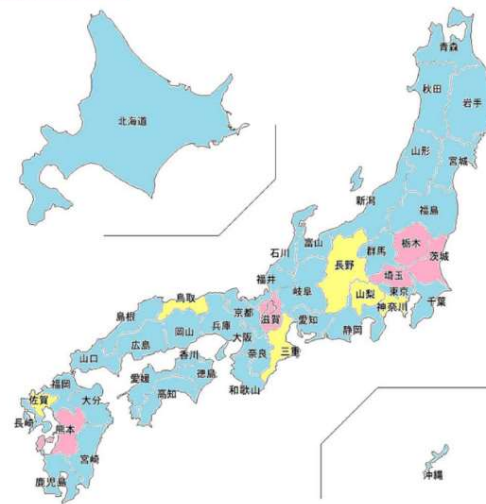 青森
秋田
岩手
北海道
山形
宮城
新潟
福島
石川
富山
栃木
群馬
茨城
長野
福井
埼玉
岐阜
山梨
東京
鳥取
神奈川
千葉
京都
滋賀
島根
兵庫
愛知
静岡
岡山
大阪
広島
三重
奈良
香川
山口
徳島
福岡
愛媛
和歌山
高知
佐賀
大分
長崎
熊本
宮崎
沖縄
鹿児島